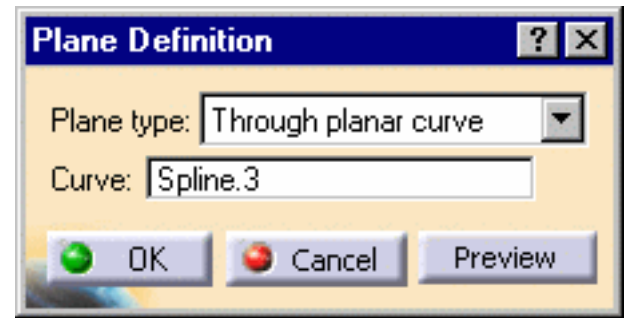 Plane Definition ? X
Plane type: Through planar curve
Curve: Spline.3
OK Cancel Preview